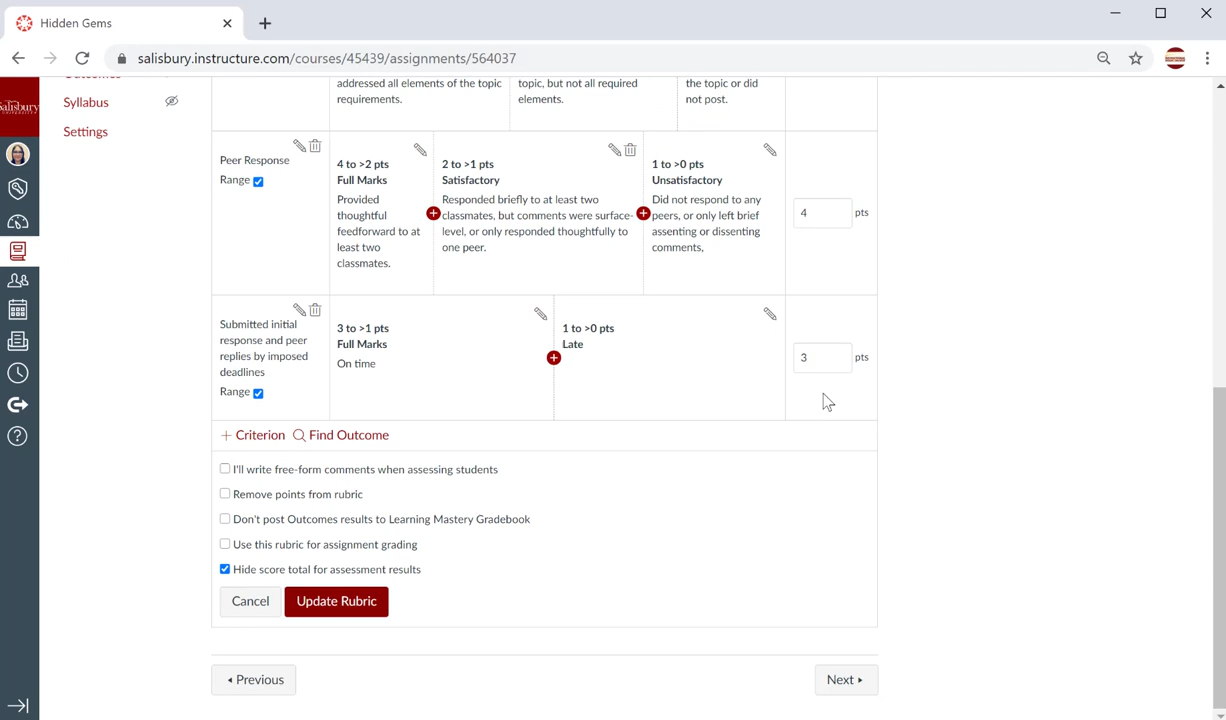 Hidden Gems
salisbury.instructure.com/courses/45439/assignments/564037
Salisbury
Outcomes
Syllabus
Settings
addressed all elements of the topic
requirements.
topic, but not all required
elements.
the topic or did
not post.
Peer Response
Range
4 to >2 pts
Full Marks
Provided
thoughtful
feedforward to at
least two
classmates.
2 to >1 pts
Satisfactory
Responded briefly to at least two
classmates, but comments were surface-
level, or only responded thoughtfully to
one peer.
1 to >0 pts
Unsatisfactory
Did not respond to any
peers, or only left brief
assenting or dissenting
comments,
4 pts
Submitted initial
response and peer
replies by imposed
deadlines
Range
3 to >1 pts
Full Marks
On time
1 to >0 pts
Late
3 pts
+ Criterion Find Outcome
I'll write free-form comments when assessing students
Remove points from rubric
Don't post Outcomes results to Learning Mastery Gradebook
Use this rubric for assignment grading
Hide score total for assessment results
Cancel Update Rubric
Previous
Next